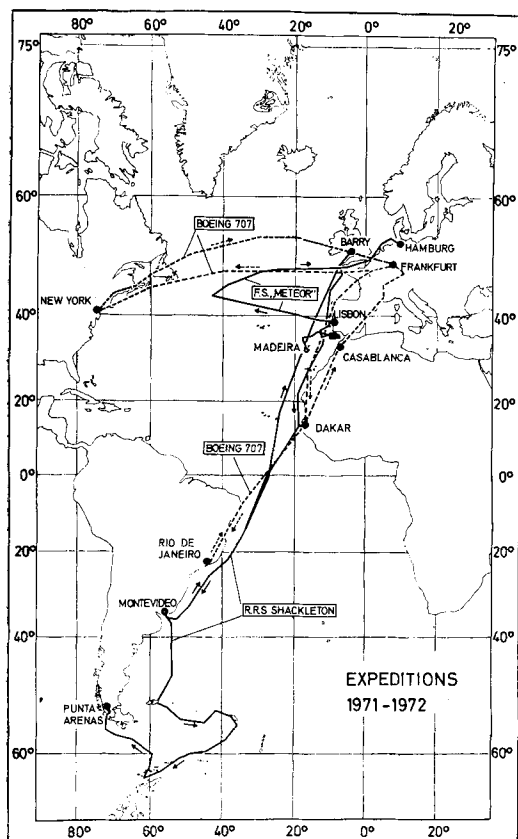 80° 60° 40° 20° 0° 20°
75° 75°
60° 60°
BOEING 707
BARRY
HAMBURG
FRANKFURT
F.S. „METEOR"
NEW YORK
LISBON
40° 40°
MADEIRA
CASABLANCA
20° 20°
DAKAR
BOEING 707
0° 0°
RIO DE
JANEIRO
20° 20°
MONTEVIDEO
R.R.S SHACKLETON
40° 40°
EXPEDITIONS
1971-1972
PUNTA
ARENAS
60° 60°
80° 60° 40° 20° 0° 20°